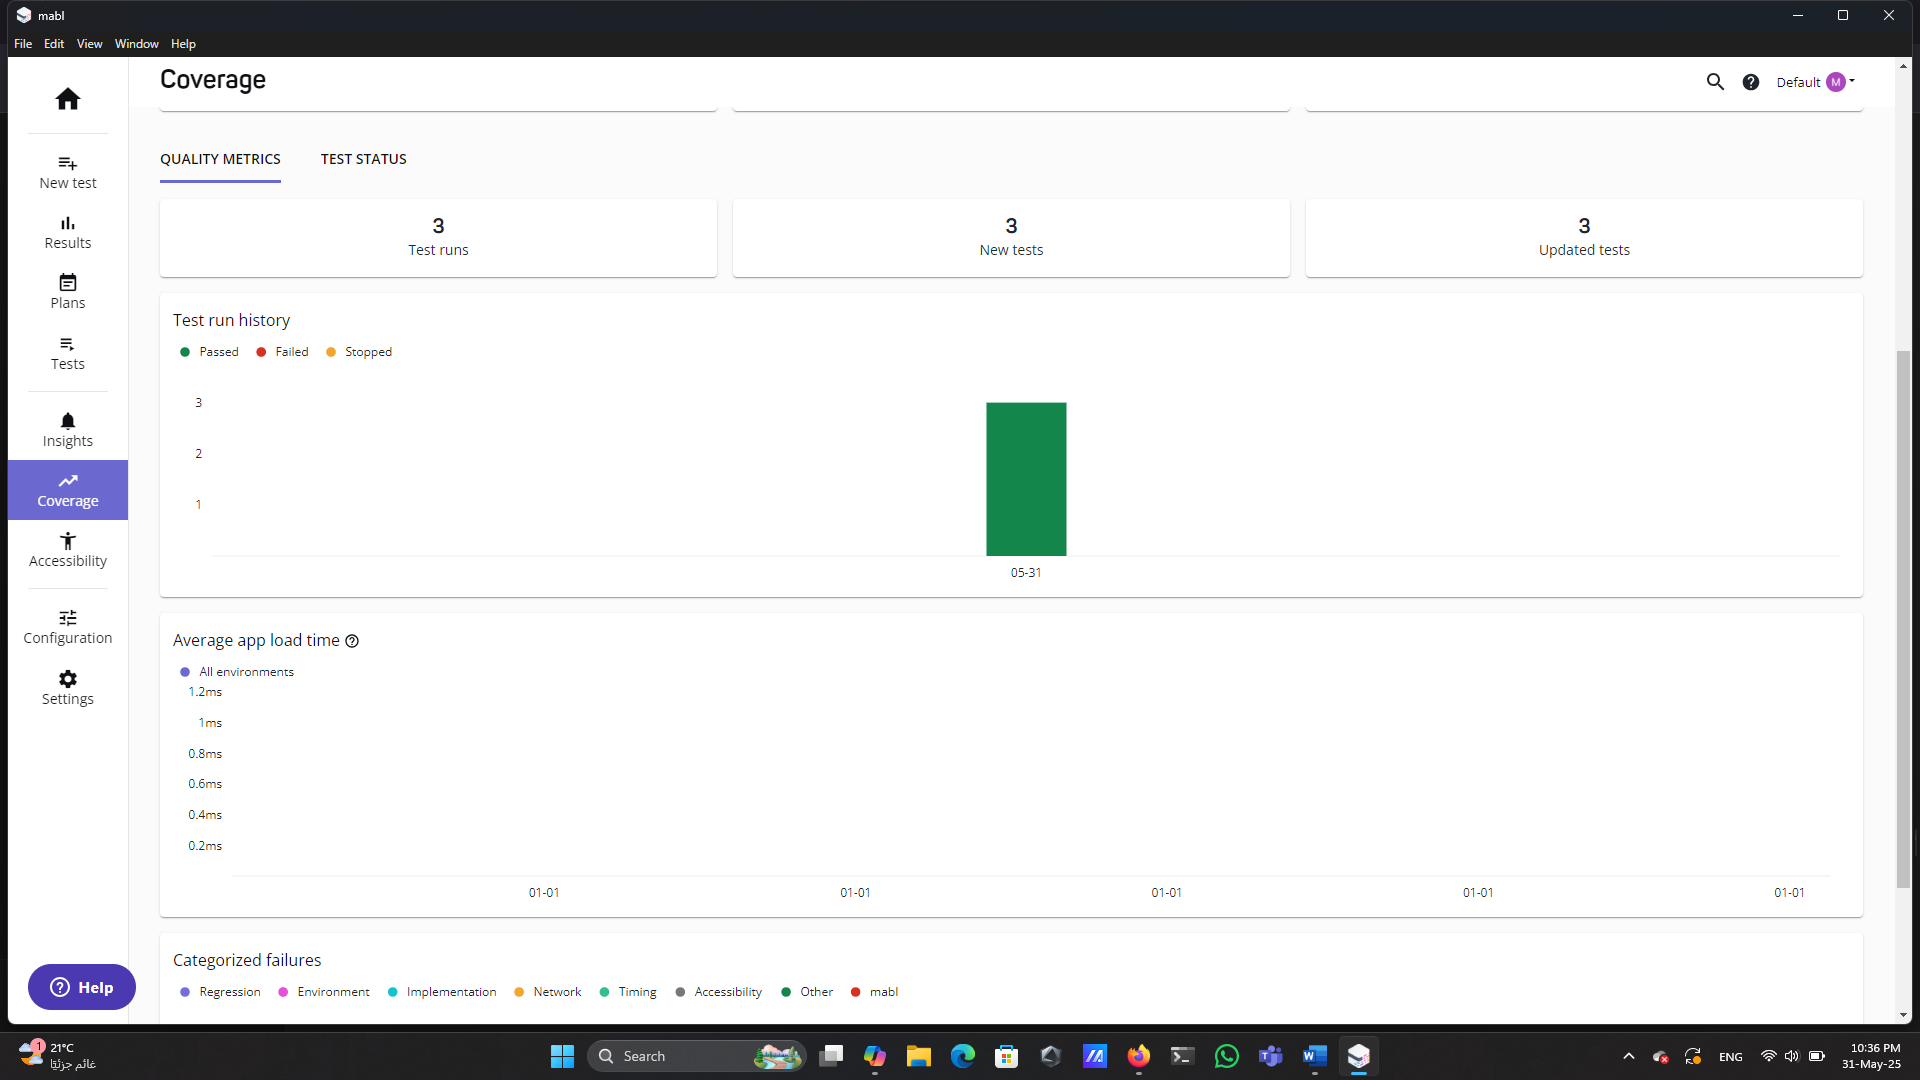 mabl
File Edit View Window Help
Coverage
Default M
New test
Results
Plans
Tests
Insights
Coverage
Accessibility
Configuration
Settings
Help
QUALITY METRICS TEST STATUS
3
Test runs
3
New tests
3
Updated tests
Test run history
Passed Failed Stopped
3
2
1
05-31
Average app load time
All environments
1.2ms
1ms
0.8ms
0.6ms
0.4ms
0.2ms
01-01 01-01 01-01 01-01 01-01
Categorized failures
Regression Environment Implementation Network Timing Accessibility Other mabl
1
21°C
غائم جزئيًا
Search
ENG
10:36 PM
31-May-25